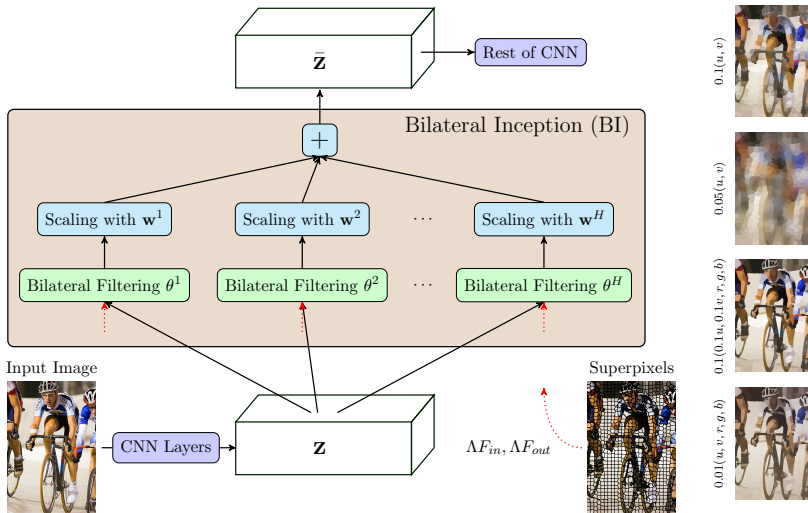 z̄
Rest of CNN
Bilateral Inception (BI)
+
Scaling with w^1
Scaling with w^2
...
Scaling with w^H
Bilateral Filtering θ^1
Bilateral Filtering θ^2
...
Bilateral Filtering θ^H
Input Image
Superpixels
CNN Layers
z
ΛF_in, ΛF_out
0.1(u, v)
0.05(u, v)
0.1(0.1u, 0.1v, r, g, b)
0.01(u, v, r, g, b)